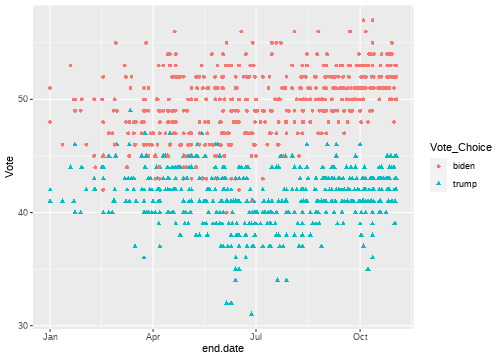 50
40
30
Vote
Jan Apr Jul Oct
end.date
Vote_Choice
biden
trump